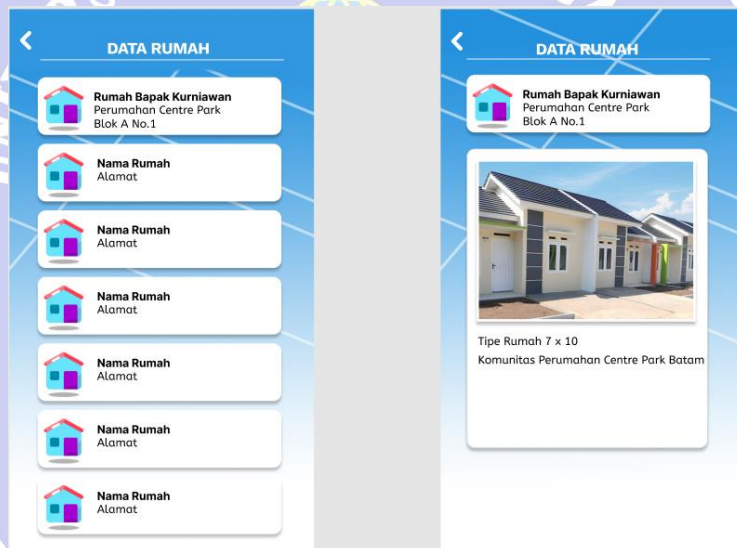 DATA RUMAH
Rumah Bapak Kurniawan
Perumahan Centre Park
Blok A No.1
Nama Rumah
Alamat
Nama Rumah
Alamat
Nama Rumah
Alamat
Nama Rumah
Alamat
Nama Rumah
Alamat
Nama Rumah
Alamat
DATA RUMAH
Rumah Bapak Kurniawan
Perumahan Centre Park
Blok A No.1
Tipe Rumah 7 x 10
Komunitas Perumahan Centre Park Batam